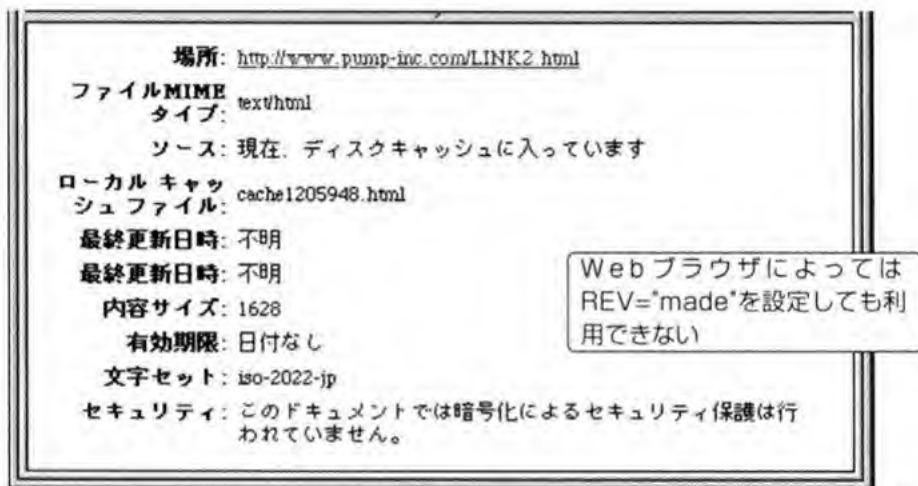 場所: http://www.pump-inc.com/LINK2.html
ファイルMIME
タイプ: text/html
ソース: 現在、ディスクキャッシュに入っています
ローカル キャッ
シュ ファイル: cache1205948.html
最終更新日時: 不明
最終更新日時: 不明
内容サイズ: 1628
有効期限: 日付なし
文字セット: iso-2022-jp
セキュリティ: このドキュメントでは暗号化によるセキュリティ保護は行
われていません。
Webブラウザによっては
REV="made"を設定しても利
用できない